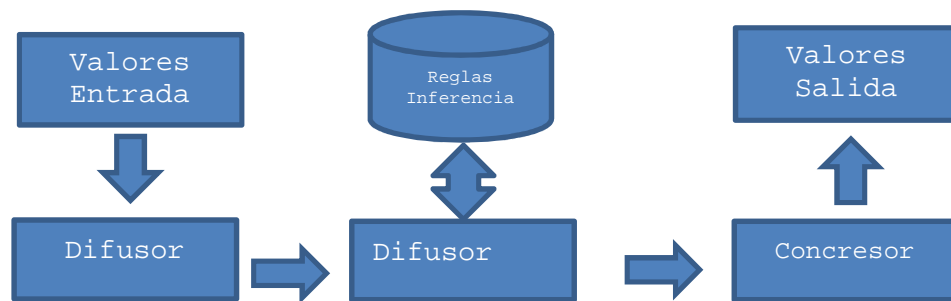 Valores
Entrada
Reglas
Inferencia
Valores
Salida
Difusor
Difusor
Concresor